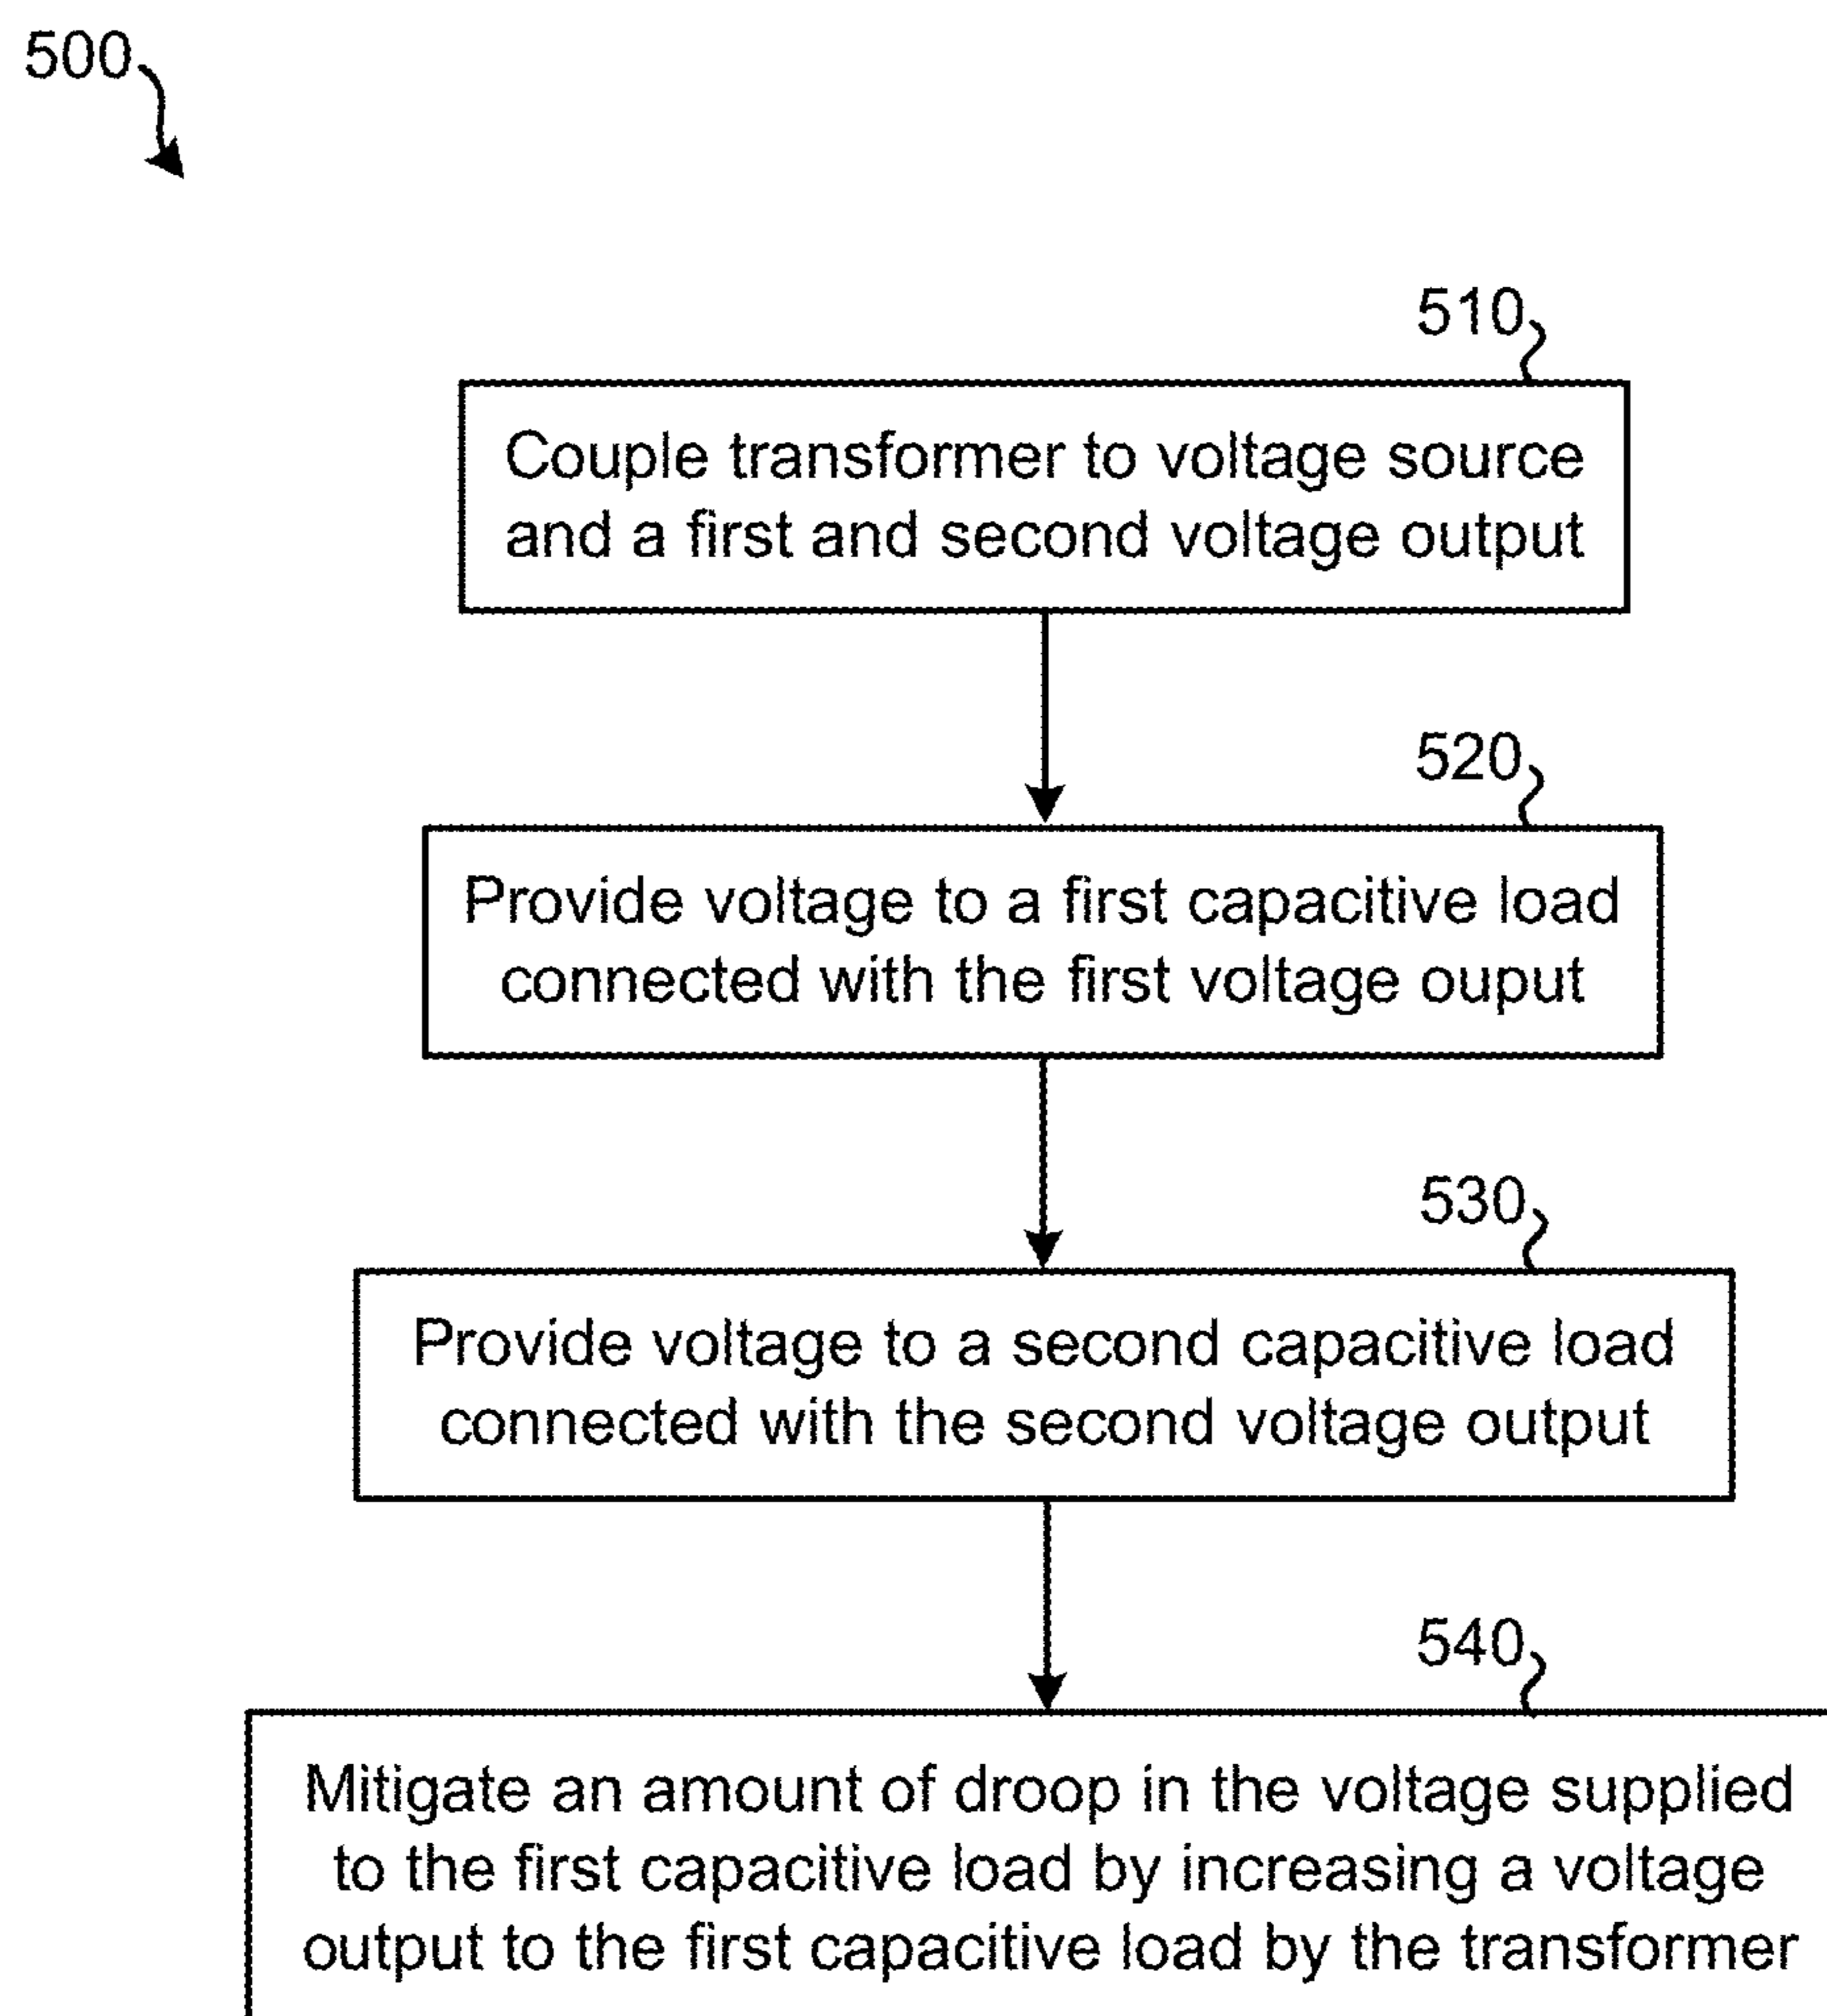 500
510
Couple transformer to voltage source
and a first and second voltage output
520
Provide voltage to a first capacitive load
connected with the first voltage ouput
530
Provide voltage to a second capacitive load
connected with the second voltage output
540
Mitigate an amount of droop in the voltage supplied
to the first capacitive load by increasing a voltage
output to the first capacitive load by the transformer